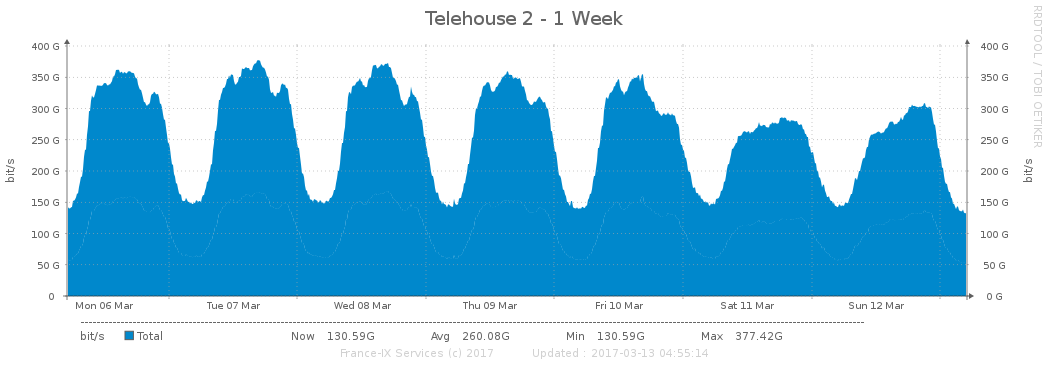 Telehouse 2 - 1 Week
RRDTOOL / TOBI OETIKER
400 G 400 G
350 G 350 G
300 G 300 G
250 G 250 G
200 G 200 G
150 G 150 G
100 G 100 G
50 G 50 G
0 0 G
bit/s bit/s
Mon 06 Mar Tue 07 Mar Wed 08 Mar Thu 09 Mar Fri 10 Mar Sat 11 Mar Sun 12 Mar
bit/s Total Now 130.59G Avg 260.08G Min 130.59G Max 377.42G
France-IX Services (c) 2017 Updated : 2017-03-13 04:55:14